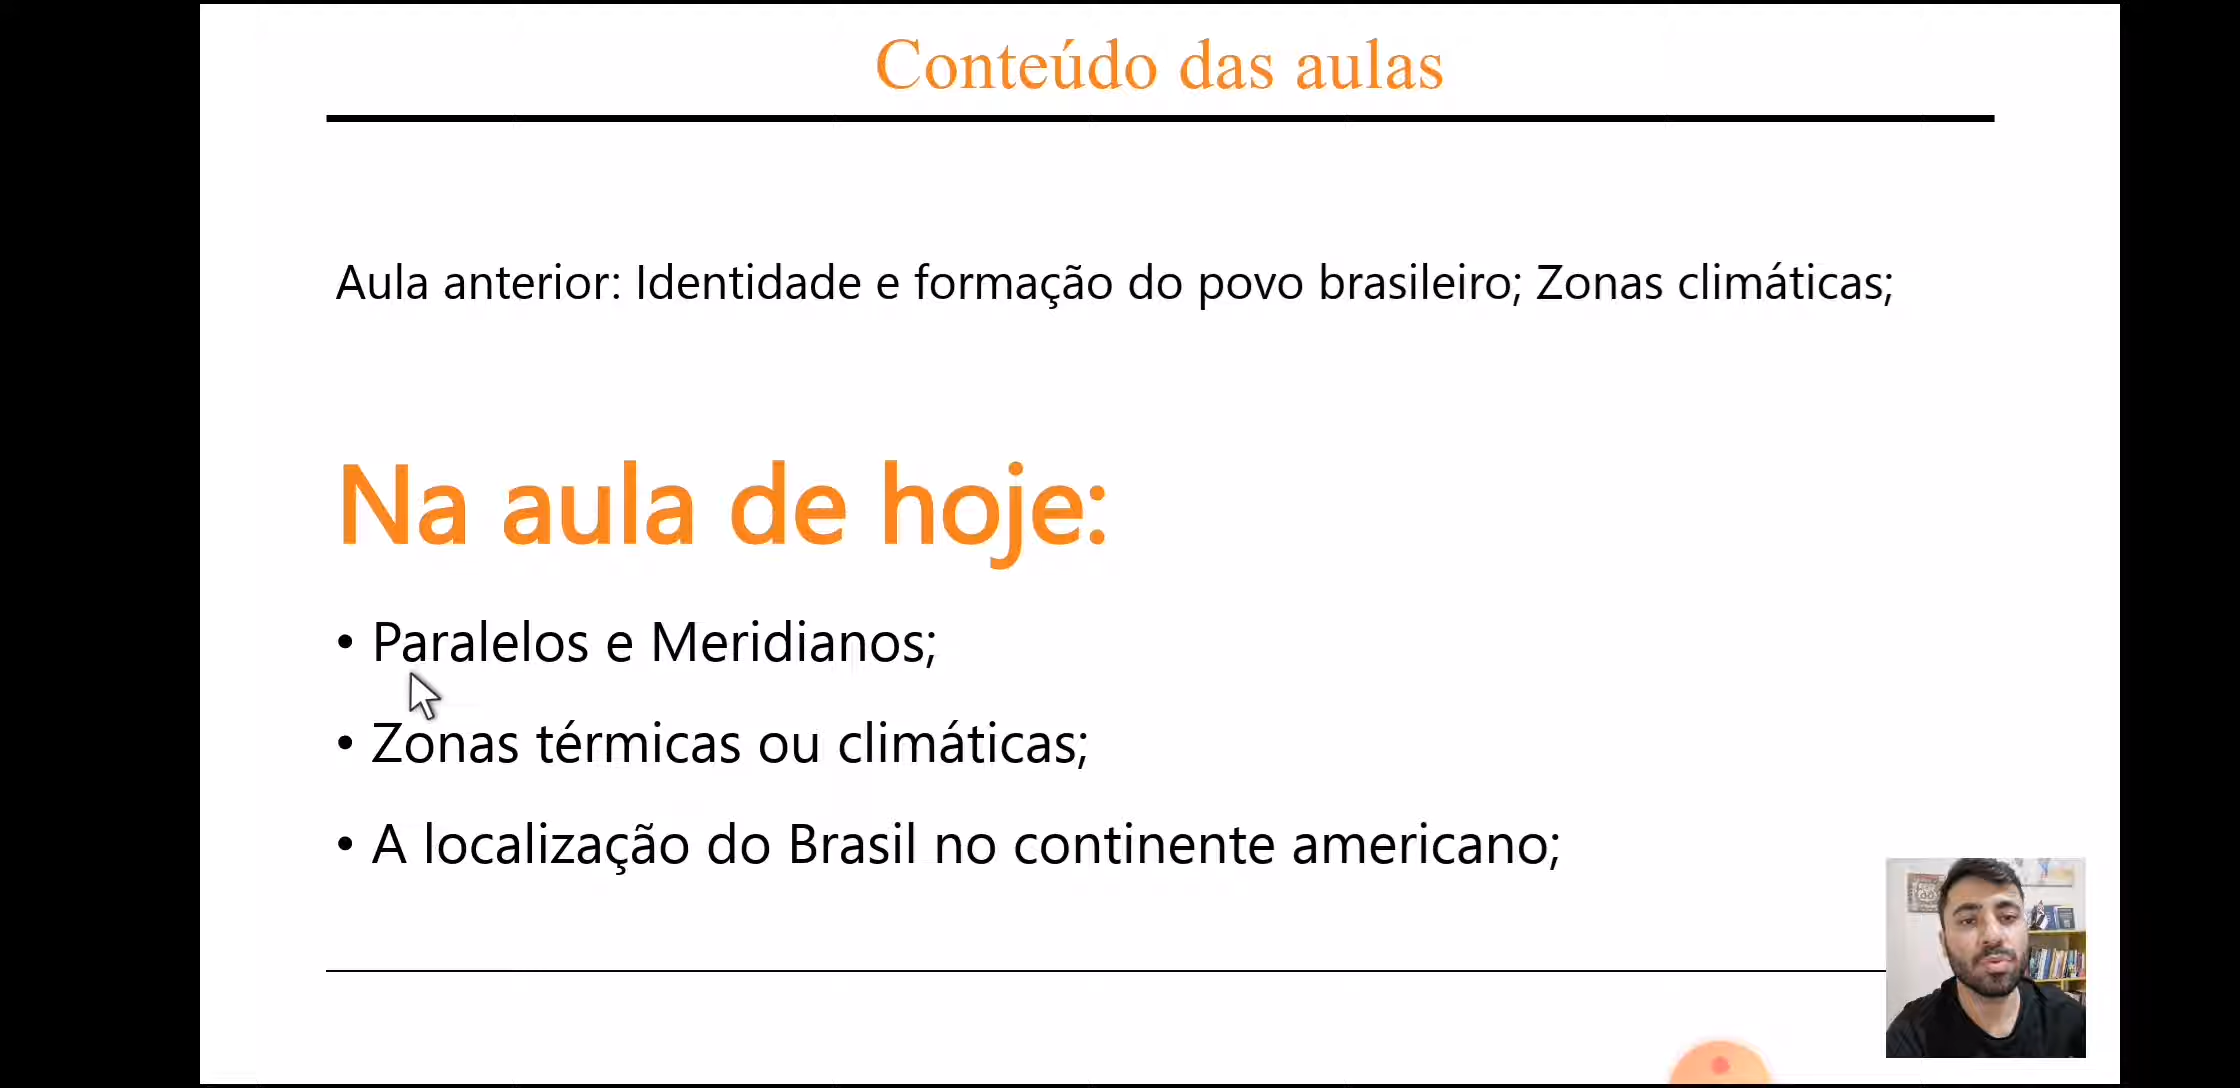 Conteúdo das aulas
Aula anterior: Identidade e formação do povo brasileiro; Zonas climáticas;
Na aula de hoje:
• Paralelos e Meridianos;
• Zonas térmicas ou climáticas;
• A localização do Brasil no continente americano;